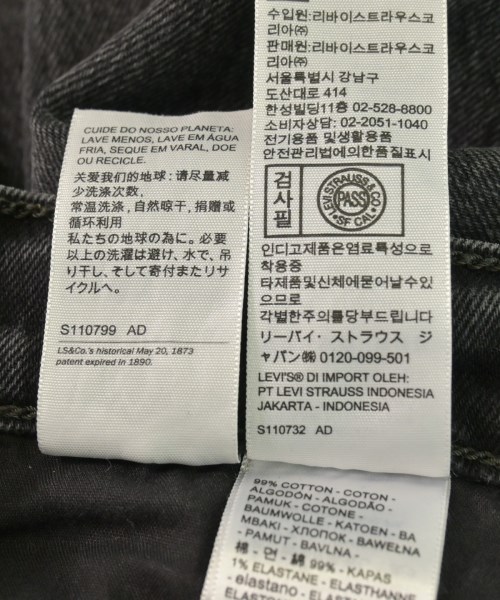 CUIDE DO NOSSO PLANETA:
LAVE MENOS, LAVE EM ÁGUA
FRIA, SEQUE EM VARAL, DOE
OU RECICLE.
关爱我们的地球: 请尽量减
少洗涤次数,
常温洗涤, 自然晾干, 捐赠或
循环利用
私たちの地球の為に。必要
以上の洗濯は避け、水で、吊
り干し、そして寄付またリサ
イクルへ。
S110799 AD
LS&Co.'s historical May 20, 1873
patent expired in 1890.
수입원:리바이스트라우스코
리아㈜
판매원:리바이스트라우스코
리아㈜
서울특별시 강남구
도산대로 414
한성빌딩11층 02-528-8800
소비자상담: 02-2051-1040
전기용품 및생활용품
안전관리법에의한품질표시
검사필
LEVI STRAUSS & CO
PASS
SF CAL
인디고제품은염료특성으로
착용중
타제품및신체에묻어날수있
으므로
각별한주의를당부드립니다
リーバイ・ストラウス ジ
ャパン㈱ 0120-099-501
LEVI'S® DI IMPORT OLEH:
PT LEVI STRAUSS INDONESIA
JAKARTA - INDONESIA
S110732 AD
99% COTTON - COTON -
ALGODÓN - ALGODÃO -
PAMUK - COTONE -
BAUMWOLLE - KATOEN - BA
MBAKI - ХЛОПОК - BAWEŁNA
- PAMUT - BAVLNA -
棉 - 면 - 綿 99% - KAPAS
1% ELASTANE - ELASTHANNE
- elastano - ELASTAN -